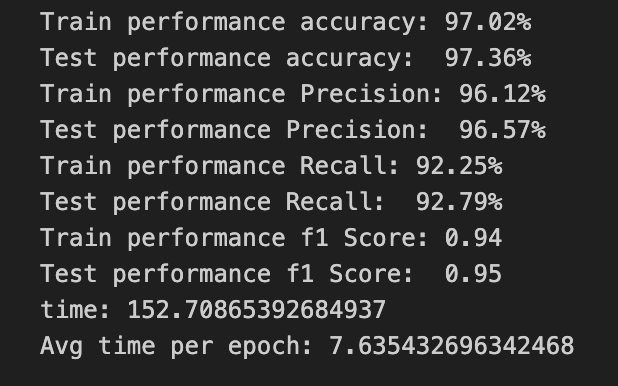 Train performance accuracy: 97.02%
Test performance accuracy:  97.36%
Train performance Precision: 96.12%
Test performance Precision:  96.57%
Train performance Recall: 92.25%
Test performance Recall:  92.79%
Train performance f1 Score: 0.94
Test performance f1 Score:  0.95
time: 152.70865392684937
Avg time per epoch: 7.635432696342468